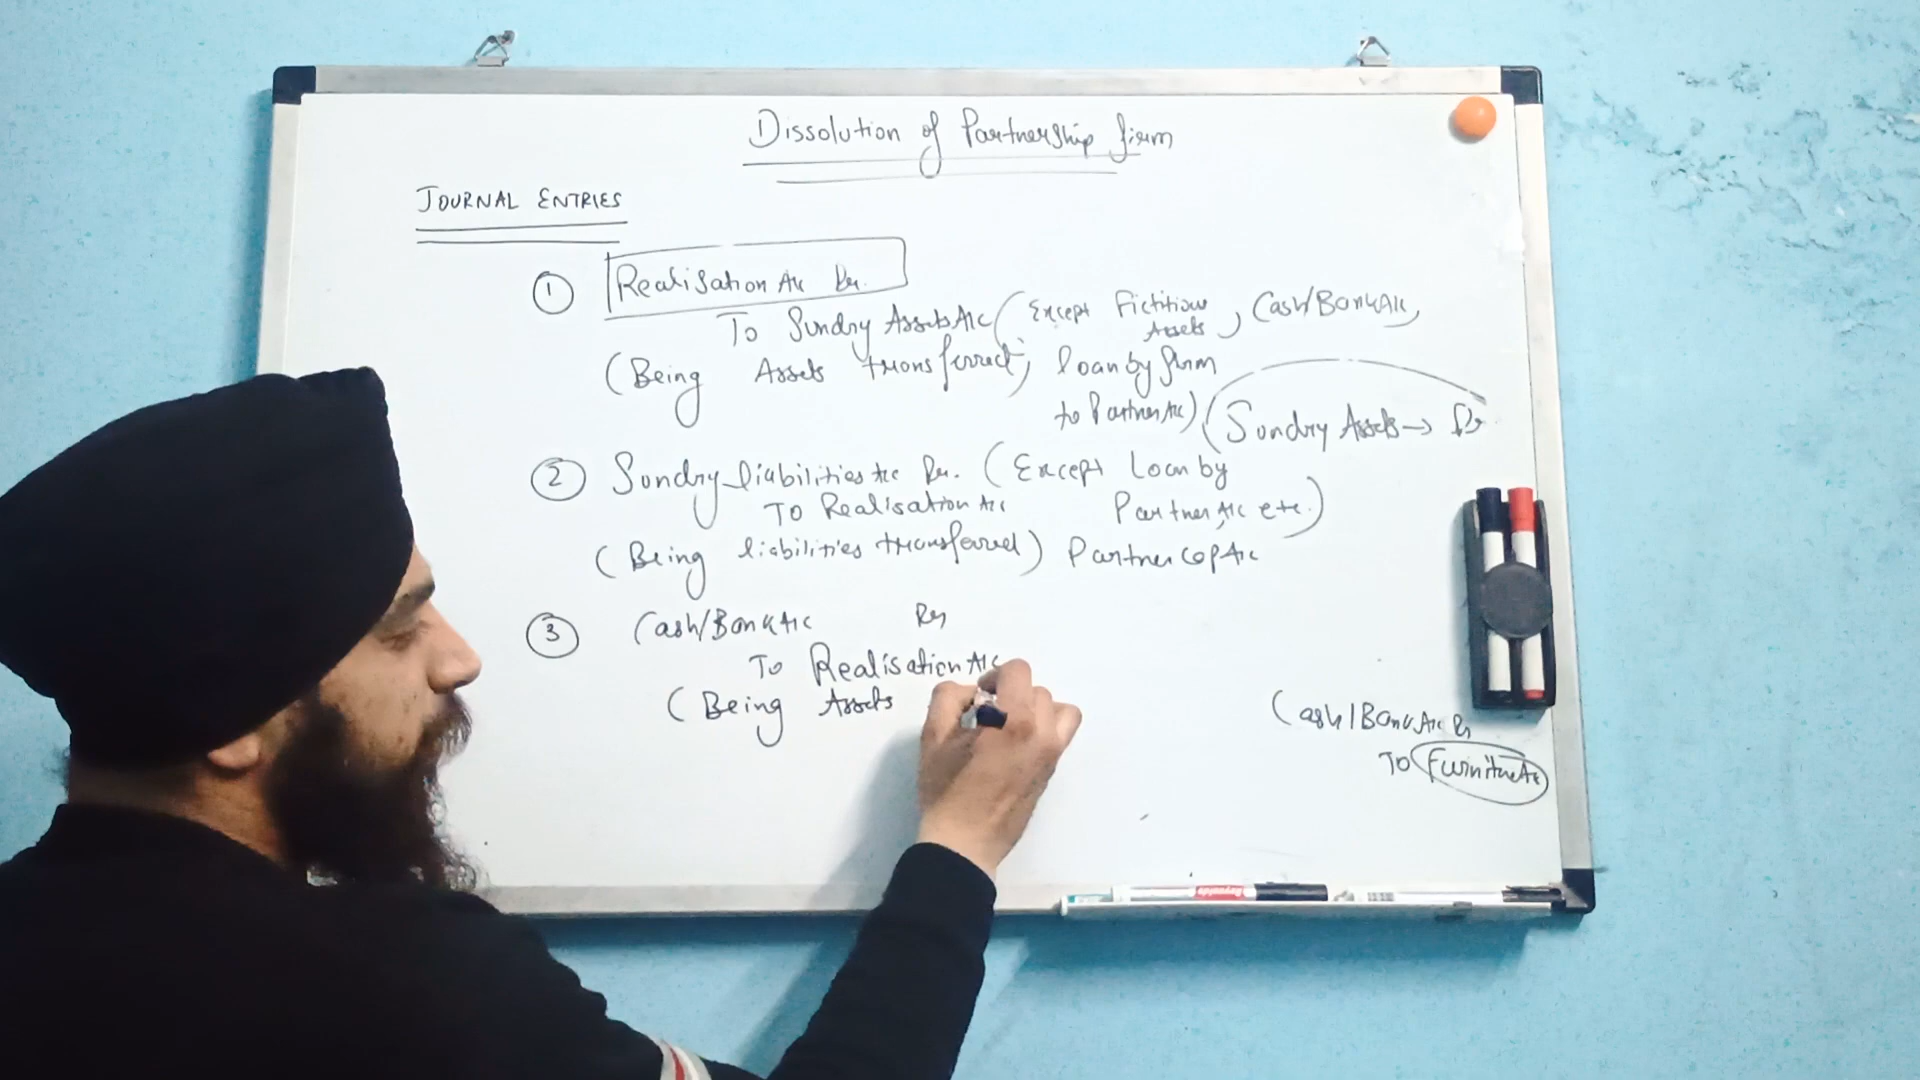 Dissolution of Partnership firm
JOURNAL ENTRIES
① Realisation A/c Dr.
To Sundry Assets A/c (Except Fictitious Assets, Cash/Bank A/c,
(Being Assets transferred) loan by firm
to Partner A/c) (Sundry Assets → Dr
② Sundry liabilities A/c Dr. (Except Loan by
To Realisation A/c Partner A/c etc.)
(Being liabilities transferred) Partner cap A/c
③ Cash/Bank A/c Dr
To Realisation A/c
(Being Assets
Cash/Bank A/c Dr
To Furniture A/c